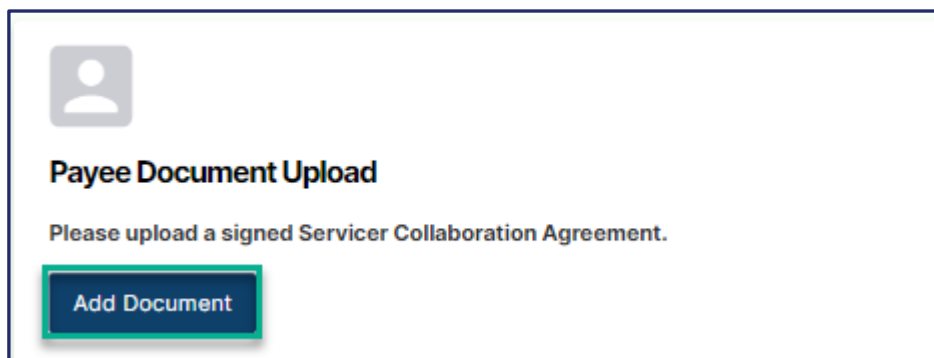 Payee Document Upload
Please upload a signed Servicer Collaboration Agreement.
Add Document